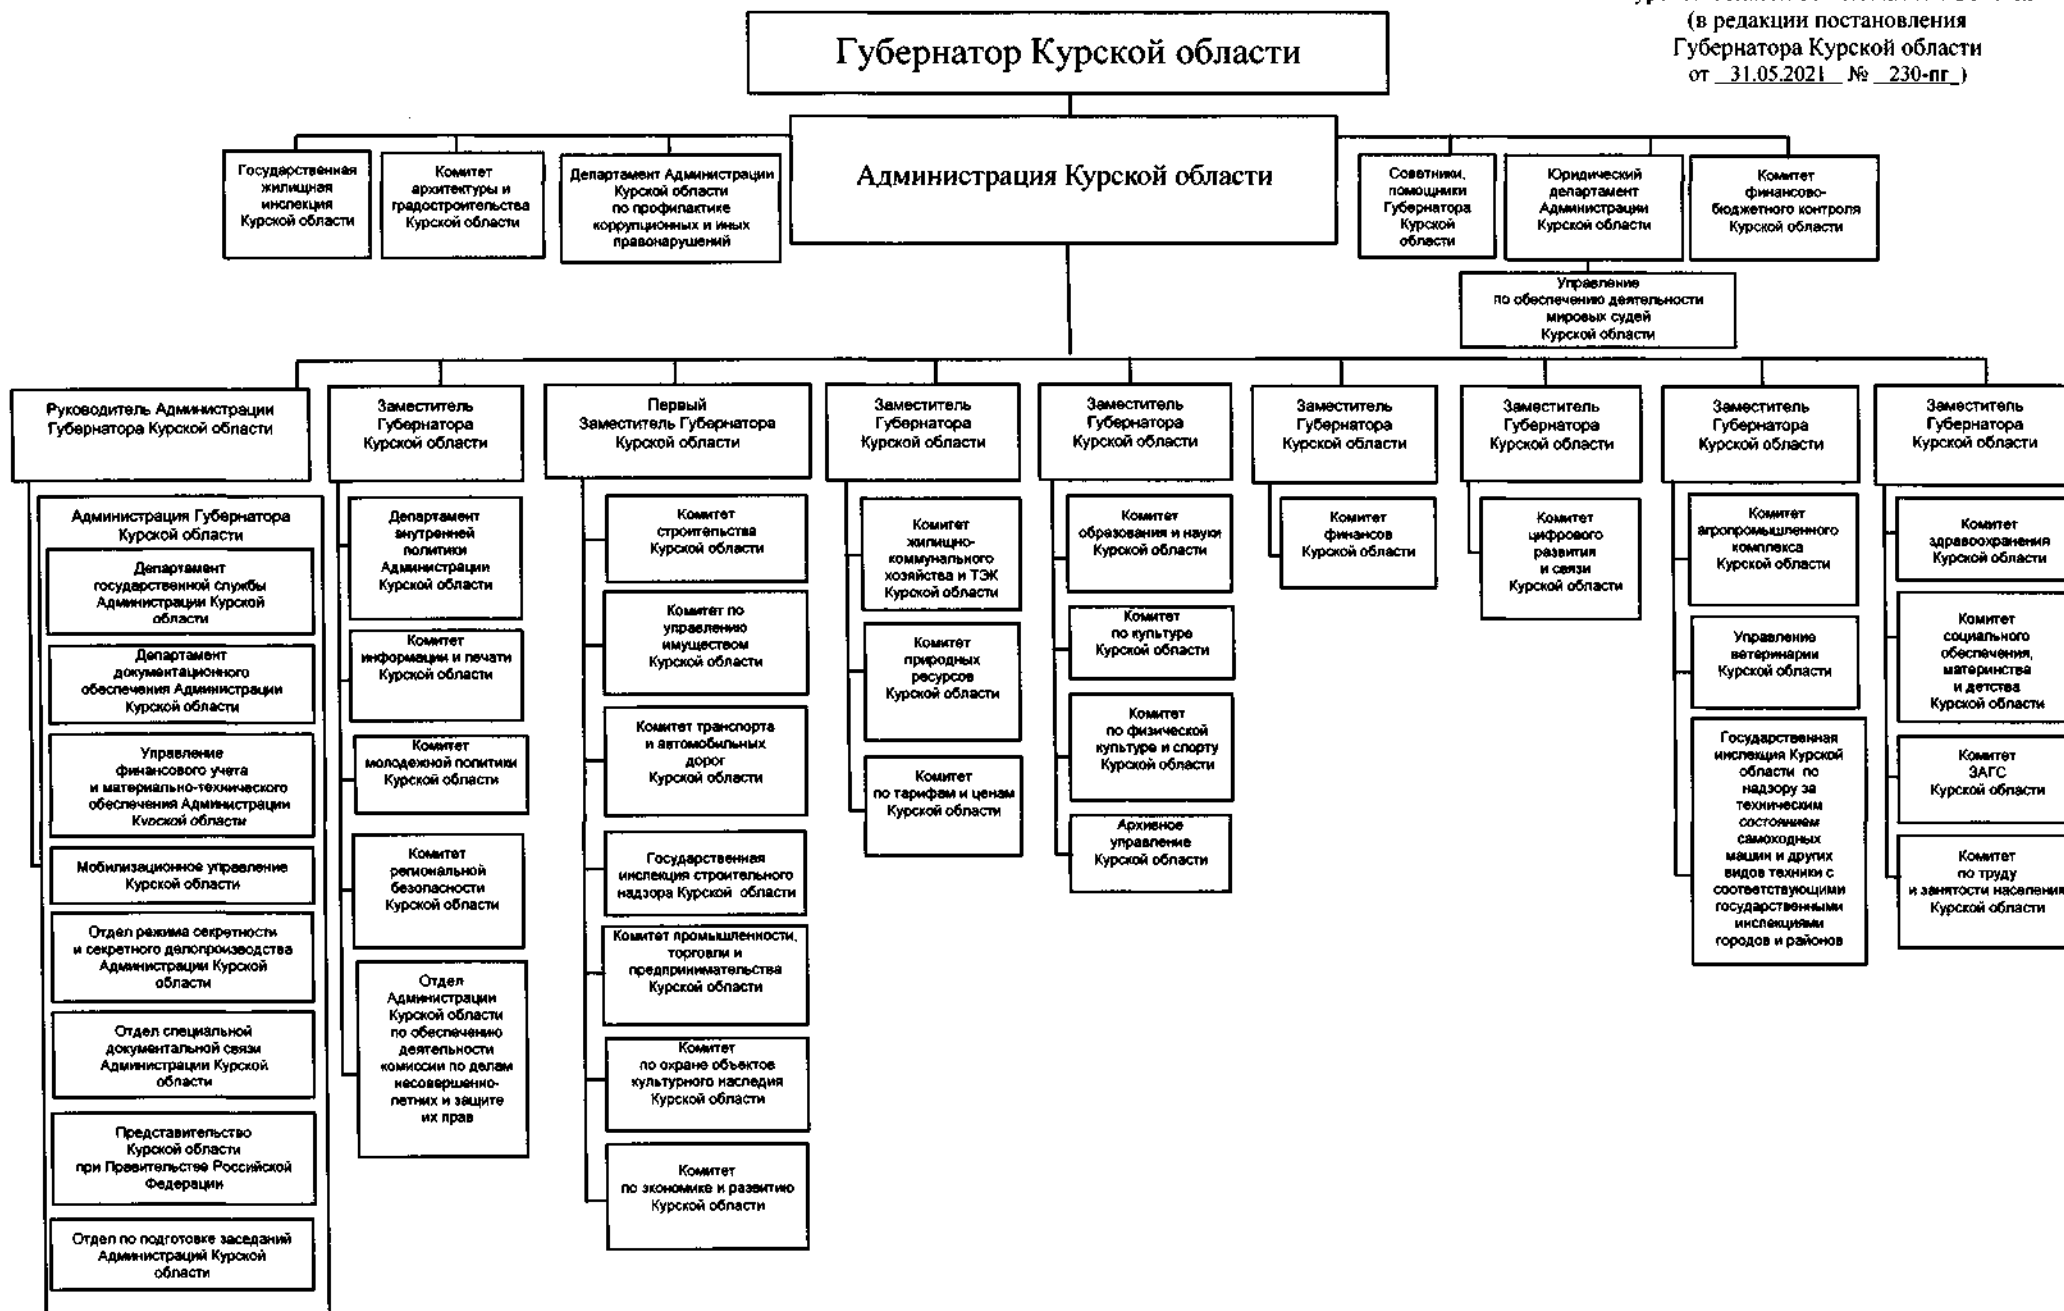 (в редакции постановления
Губернатора Курской области
от 31.05.2021 № 230-пг )
Губернатор Курской области
Администрация Курской области
Государственная
жилищная
инспекция
Курской области
Комитет
архитектуры и
градостроительства
Курской области
Департамент Администрации
Курской области
по профилактике
коррупционных и иных
правонарушений
Советники,
помощники
Губернатора
Курской
области
Юридический
департамент
Администрации
Курской области
Комитет
финансово-
бюджетного контроля
Курской области
Управление
по обеспечению деятельности
мировых судей
Курской области
Руководитель Администрации
Губернатора Курской области
Администрация Губернатора
Курской области
Департамент
государственной службы
Администрации Курской
области
Департамент
документационного
обеспечения Администрации
Курской области
Управление
финансового учета
и материально-технического
обеспечения Администрации
Курской области
Мобилизационное управление
Курской области
Отдел режима секретности
и секретного делопроизводства
Администрации Курской
области
Отдел специальной
документальной связи
Администрации Курской
области
Представительство
Курской области
при Правительстве Российской
Федерации
Отдел по подготовке заседаний
Администраций Курской
области
Заместитель
Губернатора
Курской области
Департамент
внутренней
политики
Администрации
Курской области
Комитет
информации и печати
Курской области
Комитет
молодежной политики
Курской области
Комитет
региональной
безопасности
Курской области
Отдел
Администрации
Курской области
по обеспечению
деятельности
комиссии по делам
несовершенно-
летних и защите
их прав
Первый
Заместитель Губернатора
Курской области
Комитет
строительства
Курской области
Комитет по
управлению
имуществом
Курской области
Комитет транспорта
и автомобильных
дорог
Курской области
Государственная
инспекция строительного
надзора Курской области
Комитет промышленности,
торговли и
предпринимательства
Курской области
Комитет
по охране объектов
культурного наследия
Курской области
Комитет
по экономике и развитию
Курской области
Заместитель
Губернатора
Курской области
Комитет
жилищно-
коммунального
хозяйства и ТЭК
Курской области
Комитет
природных
ресурсов
Курской области
Комитет
по тарифам и ценам
Курской области
Заместитель
Губернатора
Курской области
Комитет
образования и науки
Курской области
Комитет
по культуре
Курской области
Комитет
по физической
культуре и спорту
Курской области
Архивное
управление
Курской области
Заместитель
Губернатора
Курской области
Комитет
финансов
Курской области
Заместитель
Губернатора
Курской области
Комитет
цифрового
развития
и связи
Курской области
Заместитель
Губернатора
Курской области
Комитет
агропромышленного
комплекса
Курской области
Управление
ветеринарии
Курской области
Государственная
инспекция Курской
области по
надзору за
техническим
состоянием
самоходных
машин и других
видов техники с
соответствующими
государственными
инспекциями
городов и районов
Заместитель
Губернатора
Курской области
Комитет
здравоохранения
Курской области
Комитет
социального
обеспечения,
материнства
и детства
Курской области
Комитет
ЗАГС
Курской области
Комитет
по труду
и занятости населения
Курской области